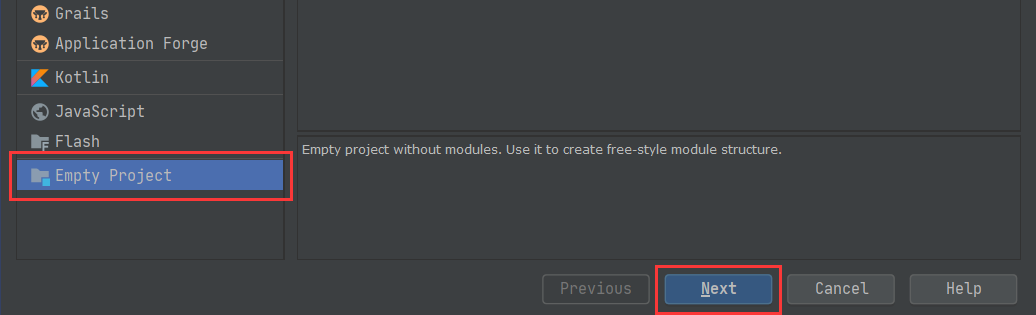 Grails
Application Forge
Kotlin
JavaScript
Flash
Empty Project
Empty project without modules. Use it to create free-style module structure.
Previous
Next
Cancel
Help